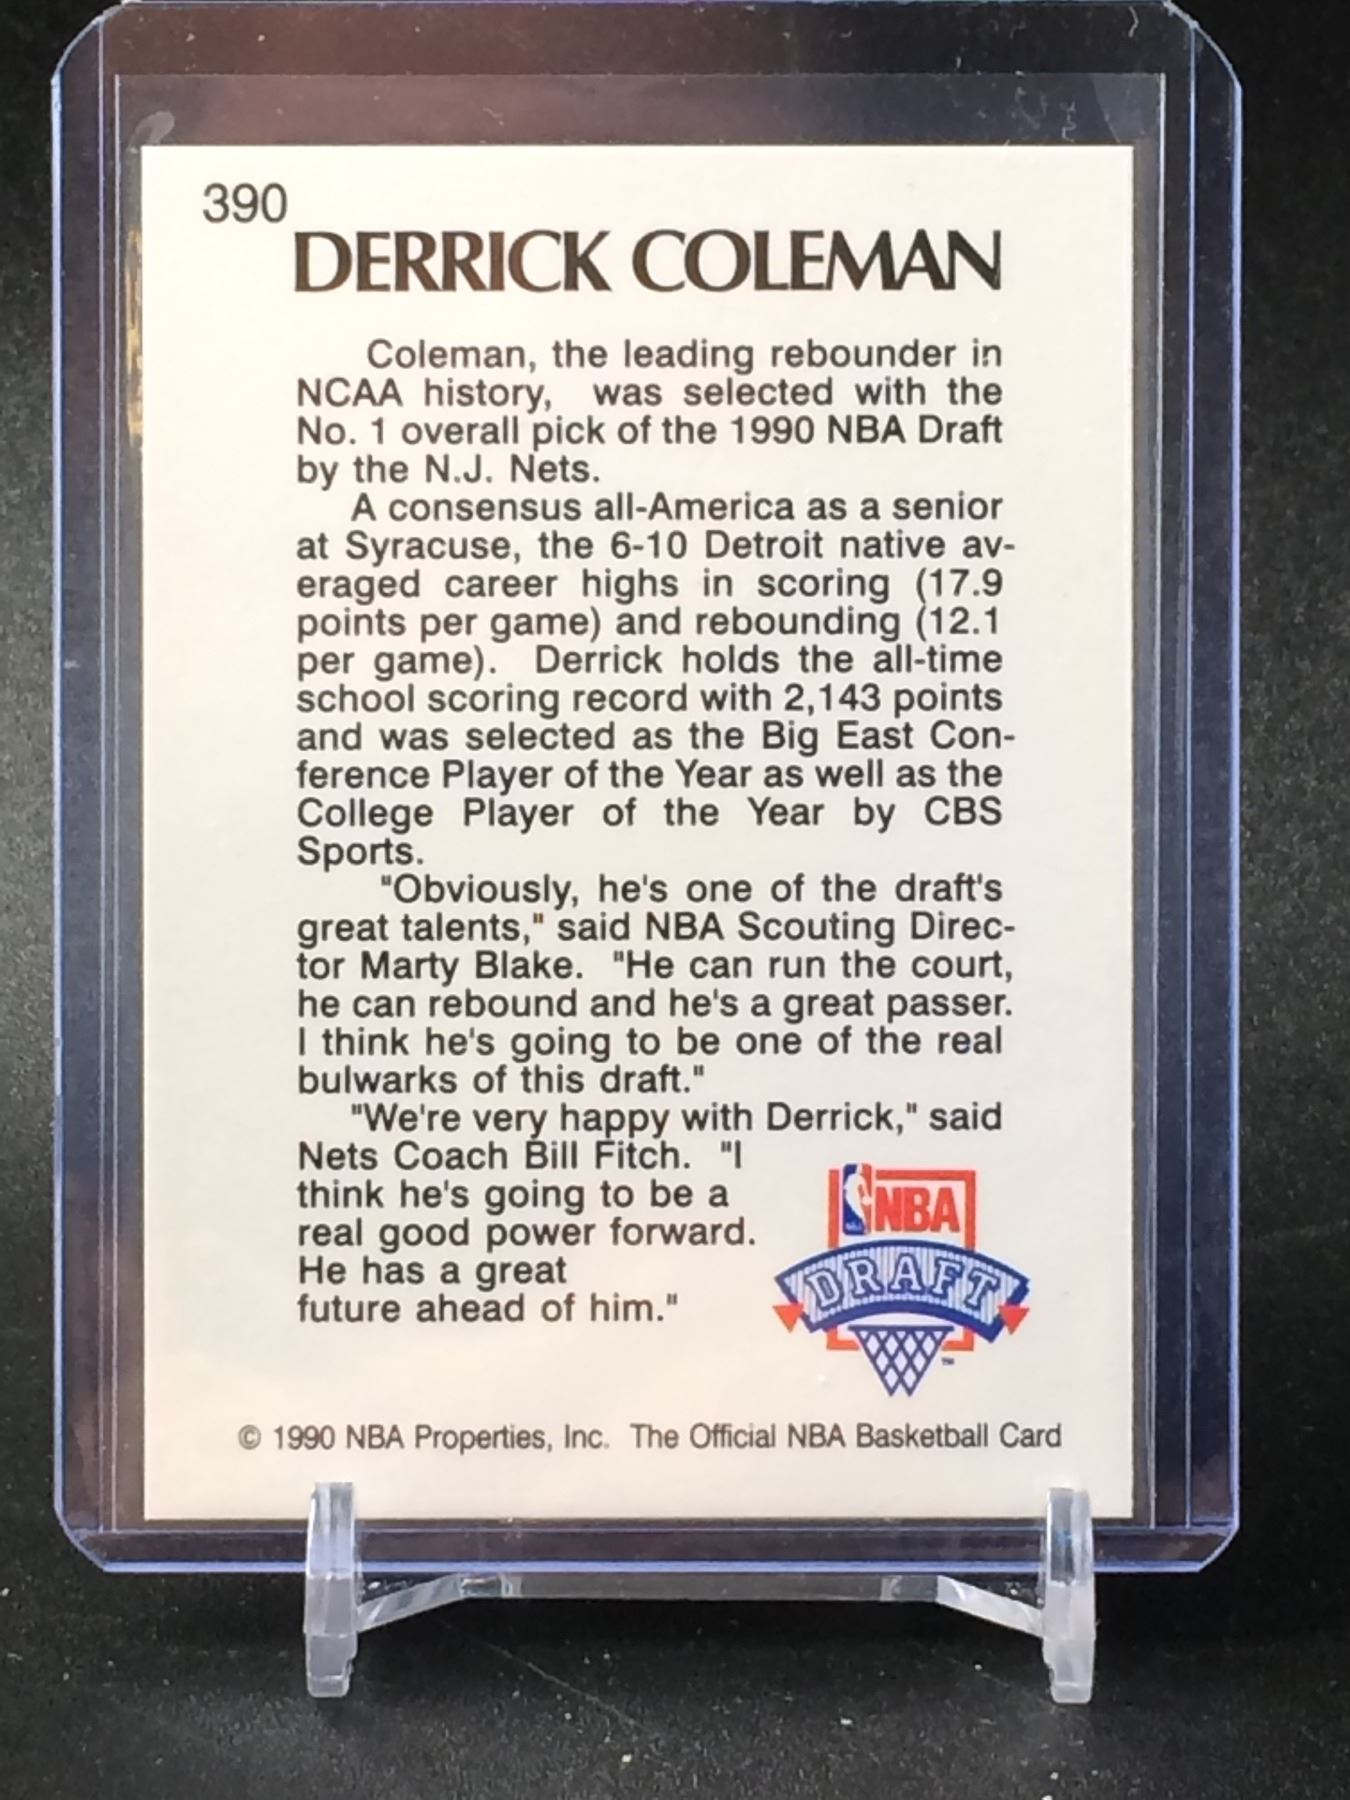 390
DERRICK COLEMAN
Coleman, the leading rebounder in
NCAA history, was selected with the
No. 1 overall pick of the 1990 NBA Draft
by the N.J. Nets.
A consensus all-America as a senior
at Syracuse, the 6-10 Detroit native av-
eraged career highs in scoring (17.9
points per game) and rebounding (12.1
per game). Derrick holds the all-time
school scoring record with 2,143 points
and was selected as the Big East Con-
ference Player of the Year as well as the
College Player of the Year by CBS
Sports.
"Obviously, he's one of the draft's
great talents," said NBA Scouting Direc-
tor Marty Blake. "He can run the court,
he can rebound and he's a great passer.
I think he's going to be one of the real
bulwarks of this draft."
"We're very happy with Derrick," said
Nets Coach Bill Fitch. "I
think he's going to be a
real good power forward.
He has a great
future ahead of him."
NBA
DRAFT
TM
© 1990 NBA Properties, Inc. The Official NBA Basketball Card